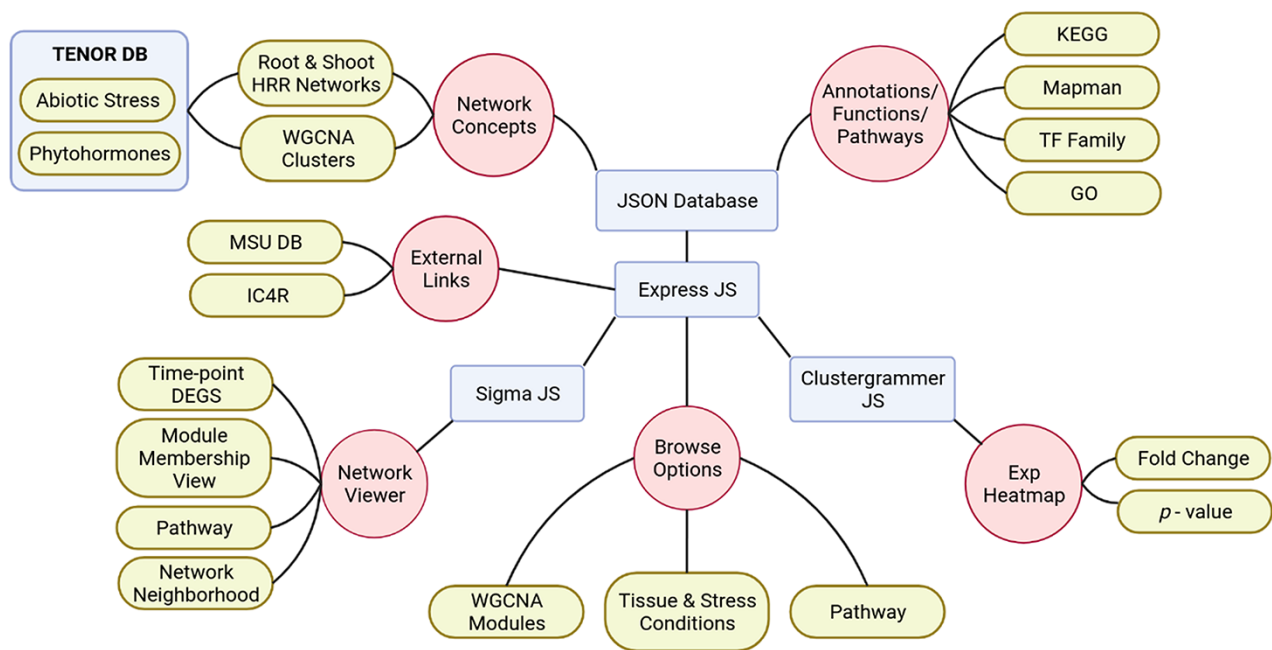 TENOR DB
Abiotic Stress
Phytohormones
Root & Shoot
HRR Networks
WGCNA
Clusters
Network
Concepts
Annotations/
Functions/
Pathways
KEGG
Mapman
TF Family
GO
JSON Database
MSU DB
IC4R
External
Links
Express JS
Time-point
DEGS
Module
Membership
View
Pathway
Network
Neighborhood
Network
Viewer
Sigma JS
Browse
Options
WGCNA
Modules
Tissue & Stress
Conditions
Pathway
Clustergrammer
JS
Exp
Heatmap
Fold Change
p - value